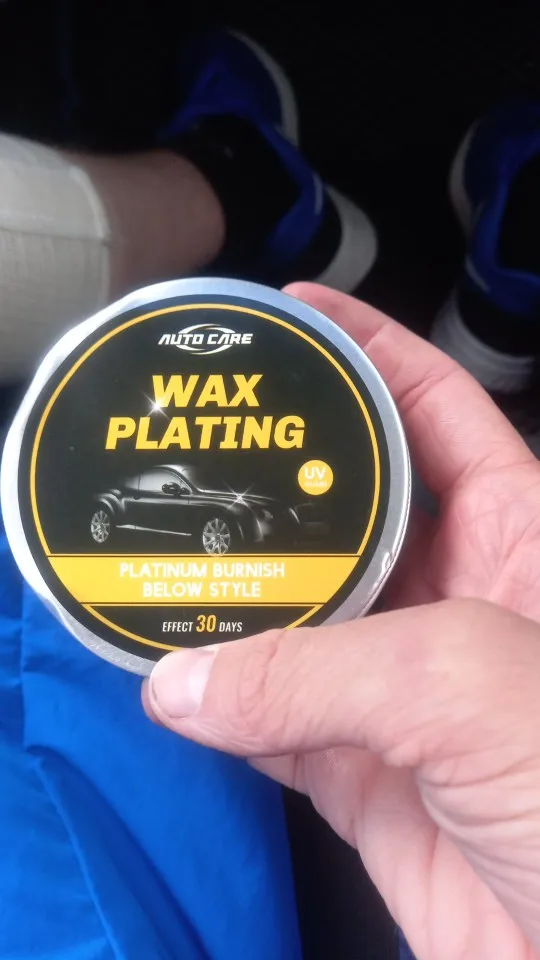 AUTO CARE
WAX
PLATING
UV
PLATINUM BURNISH
BELOW STYLE
EFFECT 30 DAYS